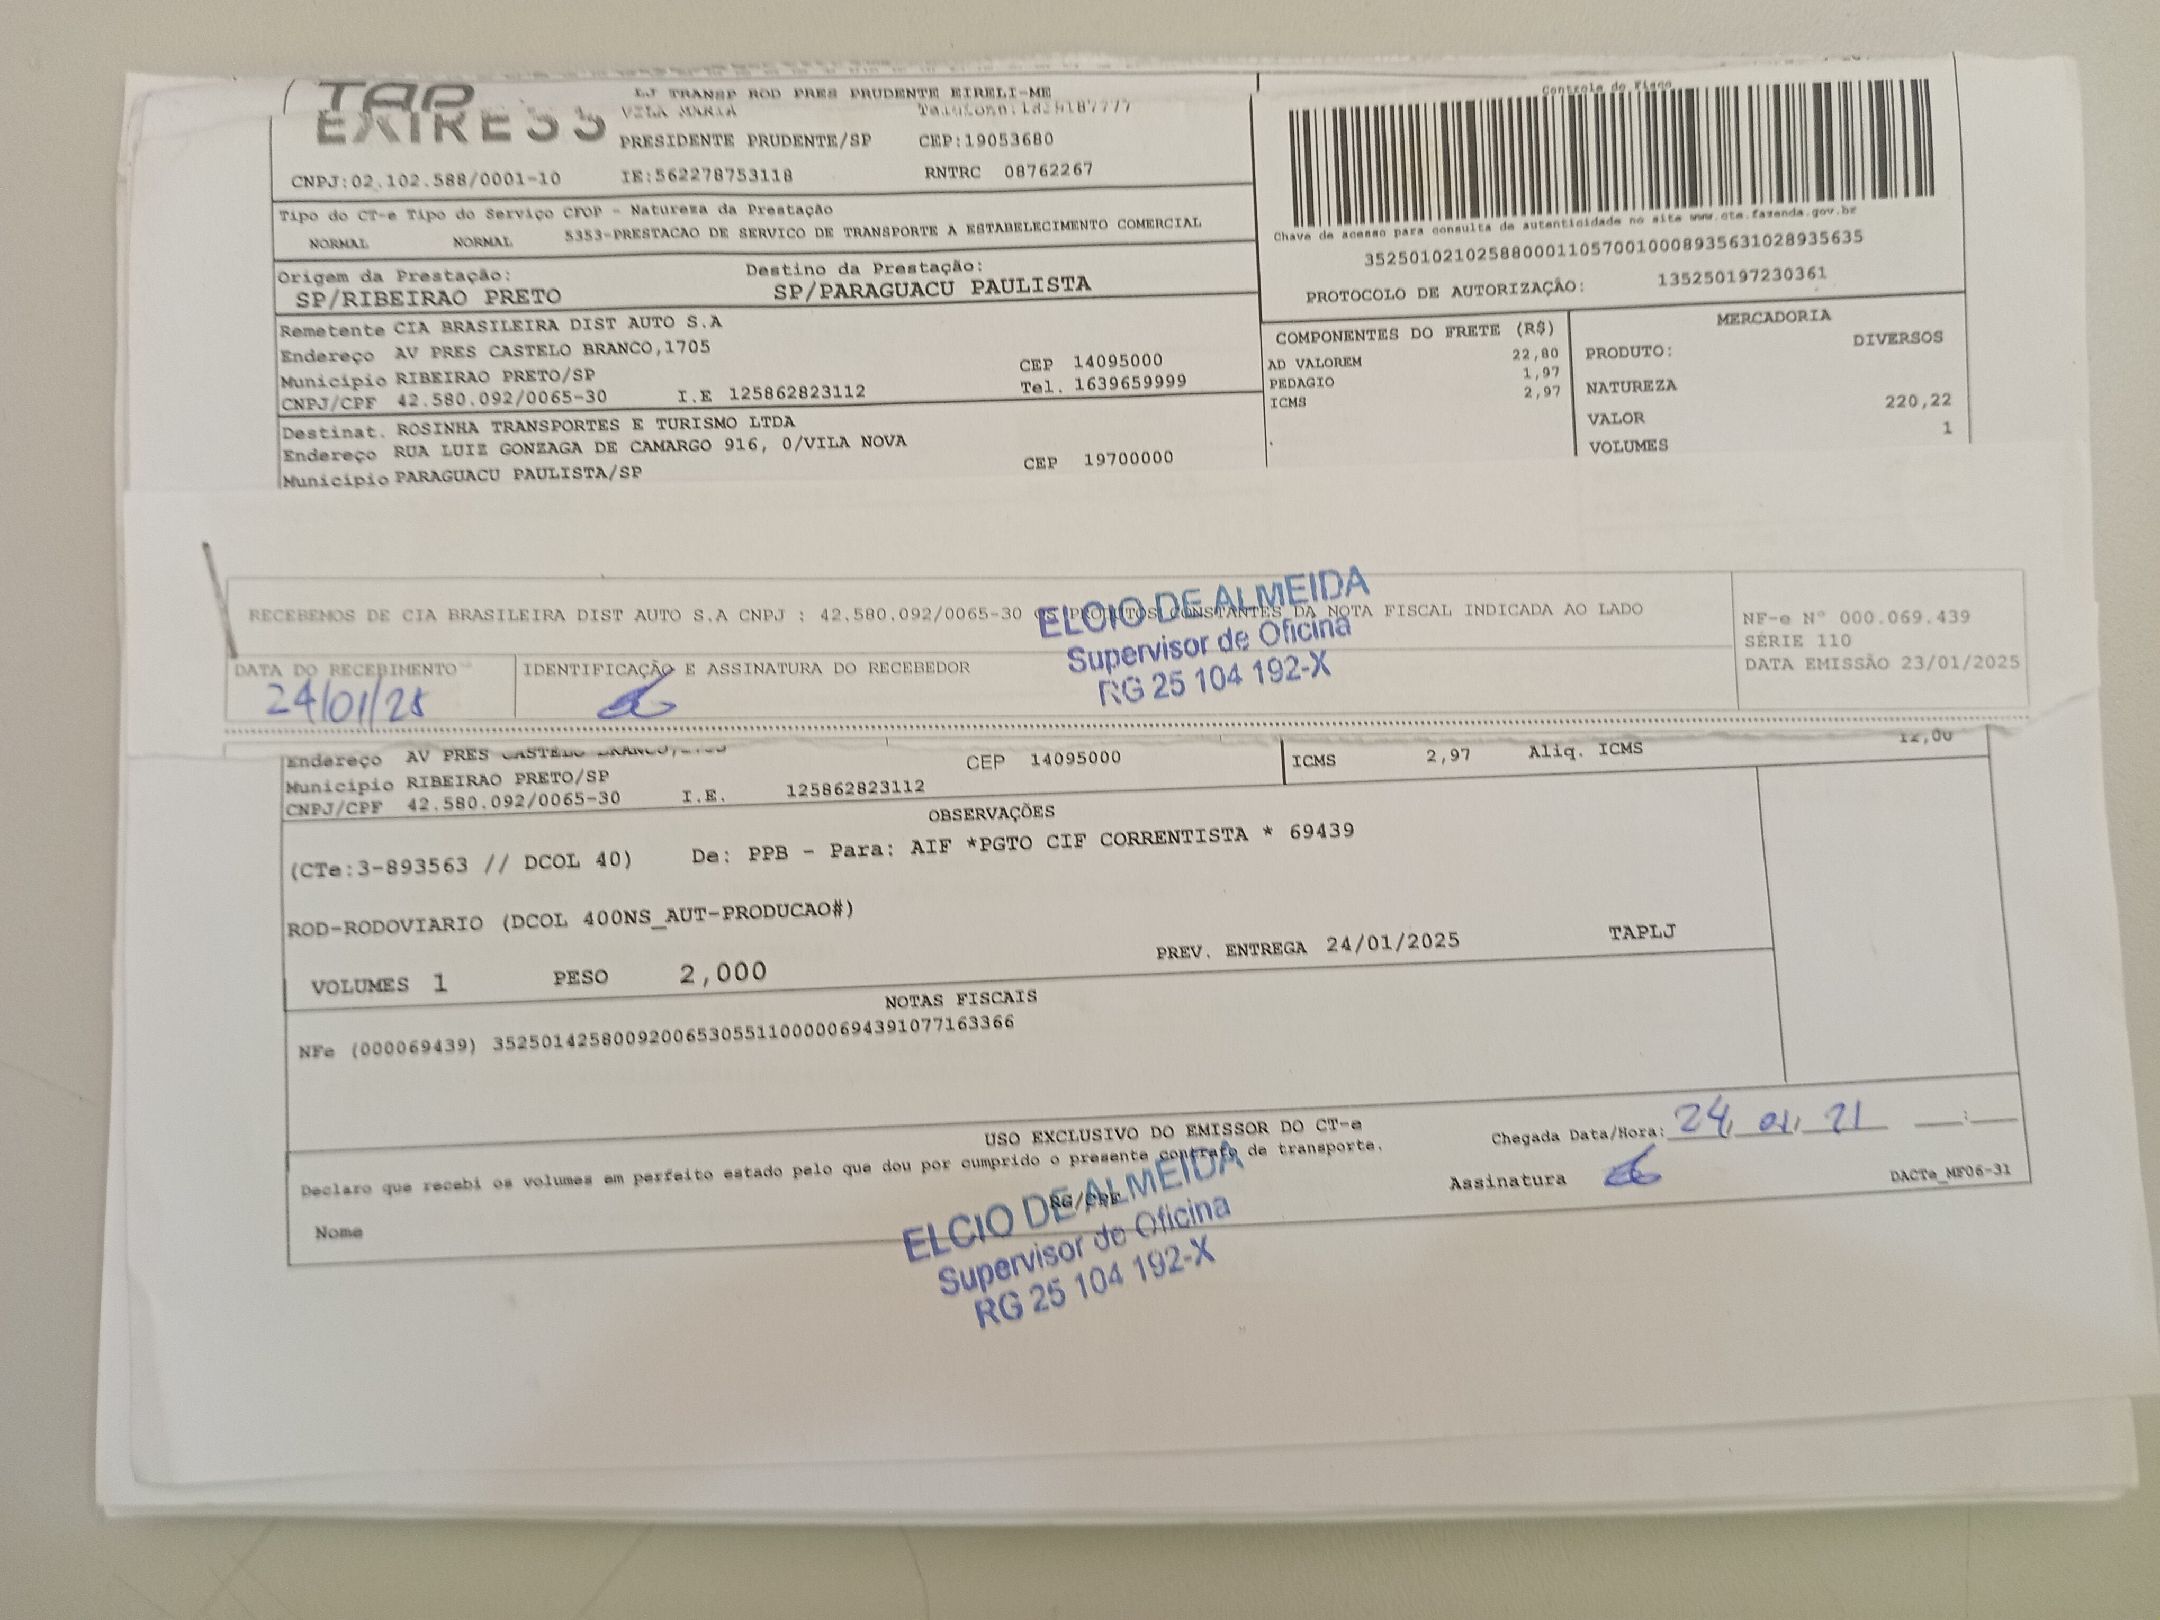 TAP
EXPRESS
LJ TRANSP ROD PRES PRUDENTE EIRELI-ME
VILA MARIA Telefone:1829187777
PRESIDENTE PRUDENTE/SP CEP:19053680
CNPJ:02.102.588/0001-10 IE:562278753118 RNTRC 08762267
Tipo do CT-e Tipo do Serviço CFOP - Natureza da Prestação
NORMAL NORMAL 5353-PRESTACAO DE SERVICO DE TRANSPORTE A ESTABELECIMENTO COMERCIAL
Origem da Prestação: Destino da Prestação:
SP/RIBEIRAO PRETO SP/PARAGUACU PAULISTA
Controle do Fisco
Chave de acesso para consulta de autenticidade no site www.cte.fazenda.gov.br
35250102102588000110570010008935631028935635
PROTOCOLO DE AUTORIZAÇÃO: 135250197230361
Remetente CIA BRASILEIRA DIST AUTO S.A
Endereço AV PRES CASTELO BRANCO,1705
Município RIBEIRAO PRETO/SP CEP 14095000
CNPJ/CPF 42.580.092/0065-30 I.E 125862823112 Tel. 1639659999
Destinat. ROSINHA TRANSPORTES E TURISMO LTDA
Endereço RUA LUIZ GONZAGA DE CAMARGO 916, 0/VILA NOVA
Município PARAGUACU PAULISTA/SP CEP 19700000
COMPONENTES DO FRETE (R$)
AD VALOREM 22,80
PEDAGIO 1,97
ICMS 2,97
MERCADORIA
PRODUTO: DIVERSOS
NATUREZA
VALOR 220,22
VOLUMES 1
RECEBEMOS DE CIA BRASILEIRA DIST AUTO S.A CNPJ : 42.580.092/0065-30 OS PRODUTOS CONSTANTES DA NOTA FISCAL INDICADA AO LADO
NF-e N° 000.069.439
SÉRIE 110
DATA EMISSÃO 23/01/2025
DATA DO RECEBIMENTO IDENTIFICAÇÃO E ASSINATURA DO RECEBEDOR
24/01/25
ELCIO DE ALMEIDA
Supervisor de Oficina
RG 25 104 192-X
Endereço AV PRES CASTELO BRANCO,1705 CEP 14095000 ICMS 2,97 Aliq. ICMS 12,00
Município RIBEIRAO PRETO/SP
CNPJ/CPF 42.580.092/0065-30 I.E. 125862823112
OBSERVAÇÕES
(CTe:3-893563 // DCOL 40) De: PPB - Para: AIF *PGTO CIF CORRENTISTA * 69439
ROD-RODOVIARIO (DCOL 400NS_AUT-PRODUCAO#)
PREV. ENTREGA 24/01/2025 TAPLJ
VOLUMES 1 PESO 2,000
NOTAS FISCAIS
NFe (000069439) 35250142580092006530551100000694391077163366
USO EXCLUSIVO DO EMISSOR DO CT-e
Declaro que recebi os volumes em perfeito estado pelo que dou por cumprido o presente contrato de transporte.
Chegada Data/Hora: 24, 01, 21 __:__
Nome RG/CPF Assinatura DACTe_MF06-31
ELCIO DE ALMEIDA
Supervisor de Oficina
RG 25 104 192-X